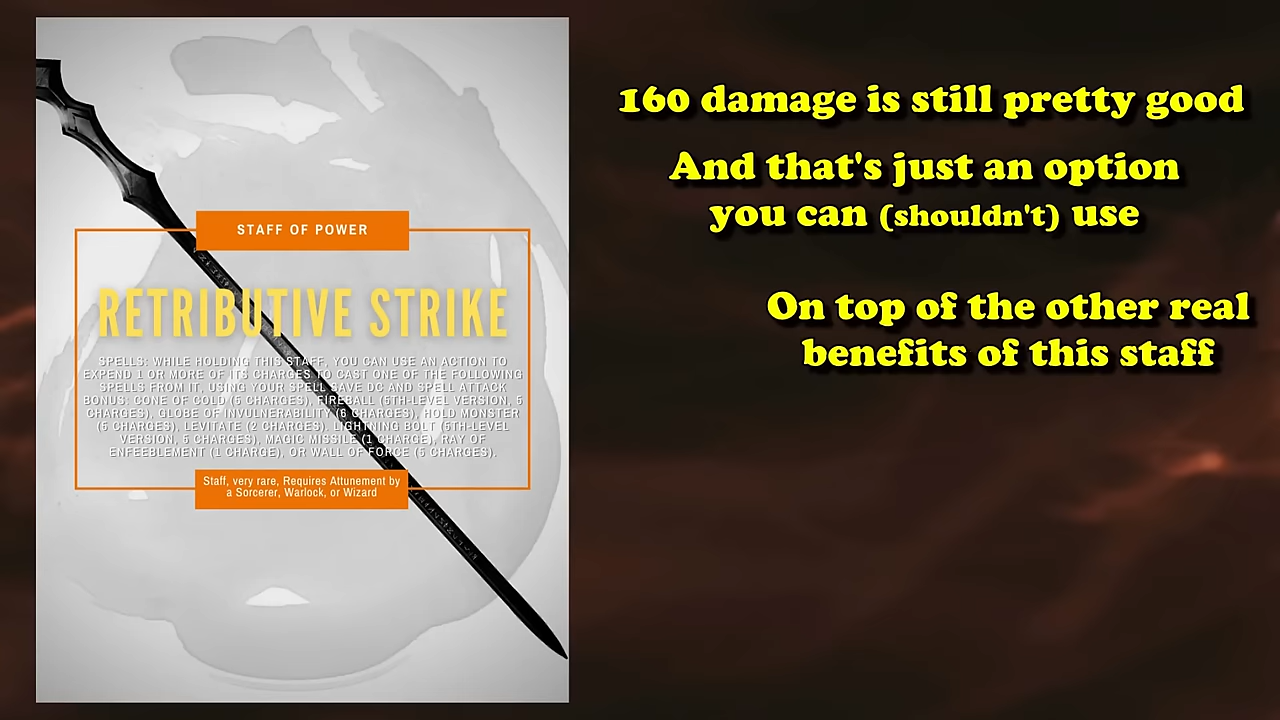 STAFF OF POWER
RETRIBUTIVE STRIKE
SPELLS: WHILE HOLDING THIS STAFF, YOU CAN USE AN ACTION TO
EXPEND 1 OR MORE OF ITS CHARGES TO CAST ONE OF THE FOLLOWING
SPELLS FROM IT, USING YOUR SPELL SAVE DC AND SPELL ATTACK
BONUS: CONE OF COLD (5 CHARGES), FIREBALL (5TH-LEVEL VERSION, 5
CHARGES), GLOBE OF INVULNERABILITY (6 CHARGES), HOLD MONSTER
(5 CHARGES), LEVITATE (2 CHARGES), LIGHTNING BOLT (5TH-LEVEL
VERSION, 5 CHARGES), MAGIC MISSILE (1 CHARGE), RAY OF
ENFEEBLEMENT (1 CHARGE), OR WALL OF FORCE (5 CHARGES).
Staff, very rare, Requires Attunement by
a Sorcerer, Warlock, or Wizard
160 damage is still pretty good
And that's just an option
you can (shouldn't) use
On top of the other real
benefits of this staff